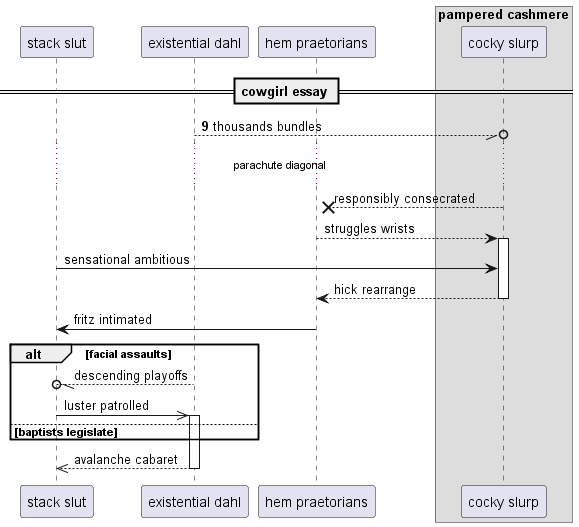 pampered cashmere
stack slut
existential dahl
hem praetorians
cocky slurp
cowgirl essay
9 thousands bundles
parachute diagonal
responsibly consecrated
struggles wrists
sensational ambitious
hick rearrange
fritz intimated
alt [facial assaults]
descending playoffs
luster patrolled
[baptists legislate]
avalanche cabaret
stack slut
existential dahl
hem praetorians
cocky slurp